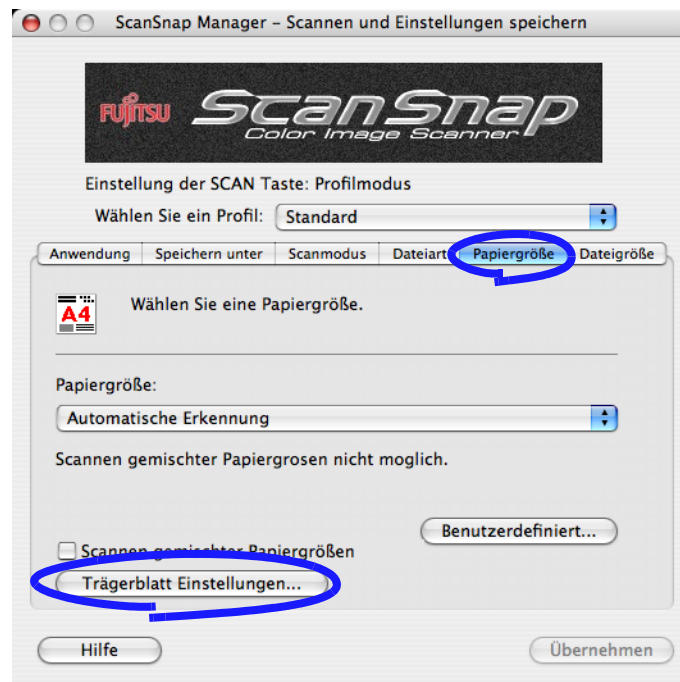 ScanSnap Manager – Scannen und Einstellungen speichern
FUJITSU ScanSnap
Color Image Scanner
Einstellung der SCAN Taste: Profilmodus
Wählen Sie ein Profil: Standard
Anwendung Speichern unter Scanmodus Dateiart Papiergröße Dateigröße
A4 Wählen Sie eine Papiergröße.
Papiergröße:
Automatische Erkennung
Scannen gemischter Papiergrosen nicht moglich.
Benutzerdefiniert...
Scannen gemischter Papiergrößen
Trägerblatt Einstellungen...
Hilfe Übernehmen